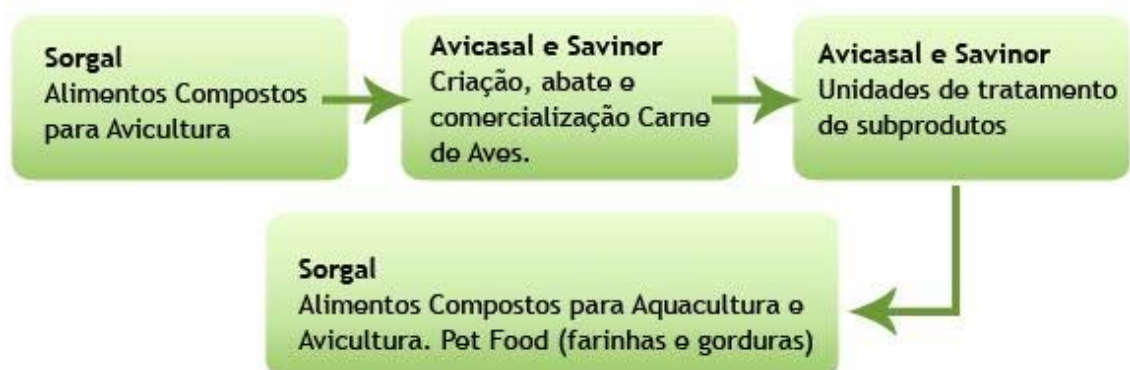 Sorgal
Alimentos Compostos
para Avicultura
Avicasal e Savinor
Criação, abate e
comercialização Carne
de Aves.
Avicasal e Savinor
Unidades de tratamento
de subprodutos
Sorgal
Alimentos Compostos para Aquacultura e
Avicultura. Pet Food (farinhas e gorduras)